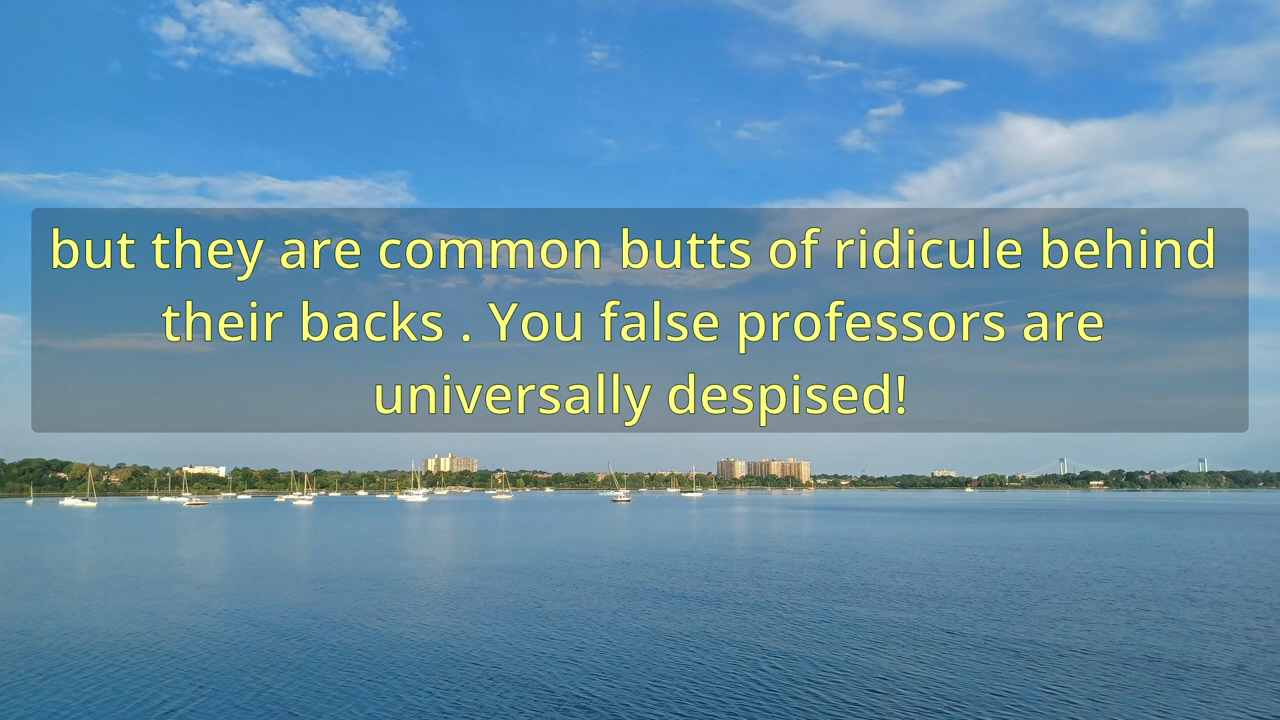 but they are common butts of ridicule behind
their backs . You false professors are
universally despised!